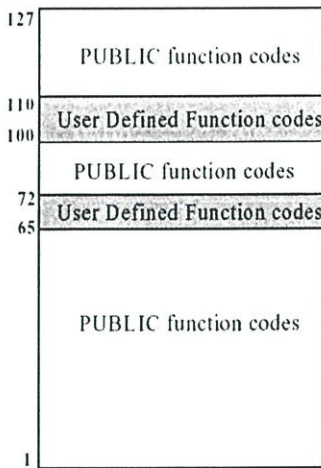 127
PUBLIC function codes
110
User Defined Function codes
100
PUBLIC function codes
72
User Defined Function codes
65
PUBLIC function codes
1